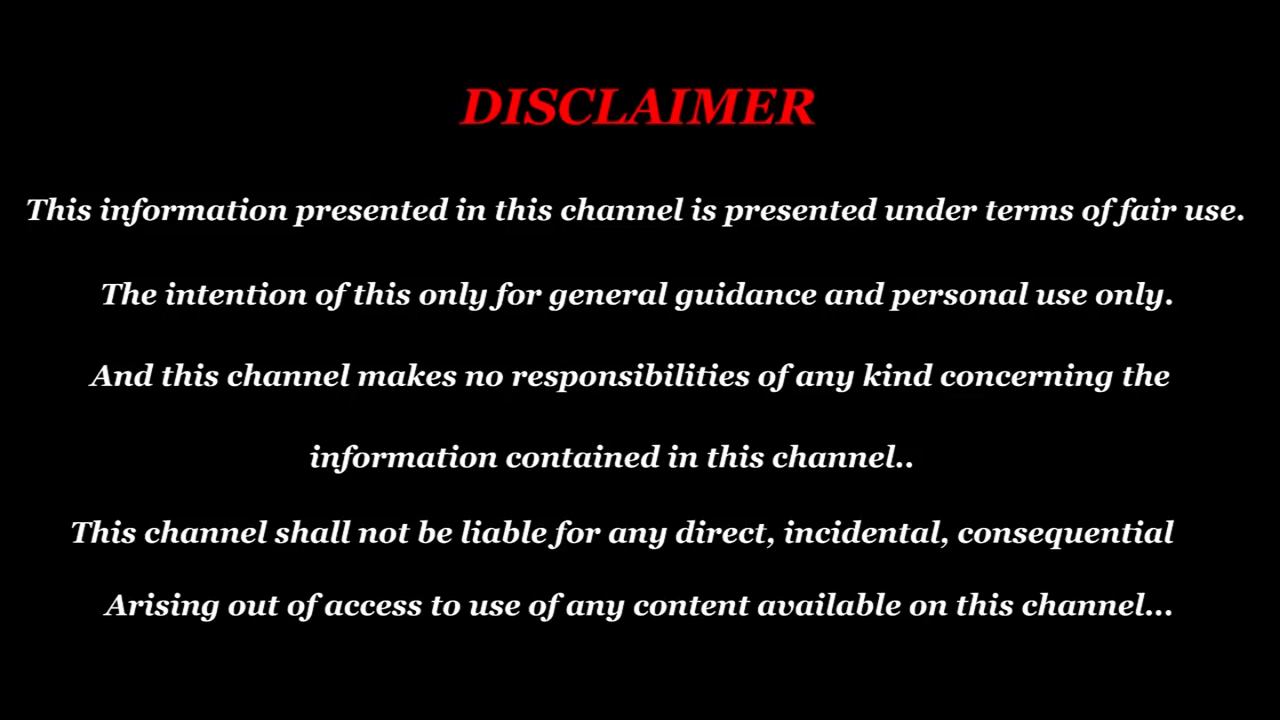 DISCLAIMER
This information presented in this channel is presented under terms of fair use.
The intention of this only for general guidance and personal use only.
And this channel makes no responsibilities of any kind concerning the
information contained in this channel..
This channel shall not be liable for any direct, incidental, consequential
Arising out of access to use of any content available on this channel...